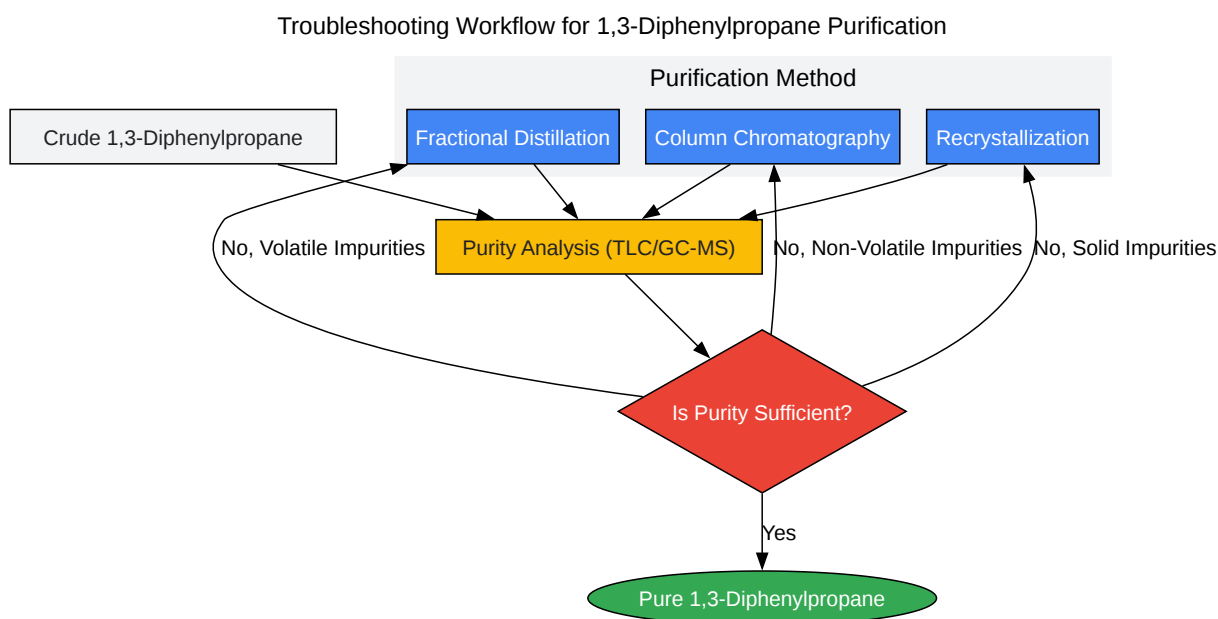 Troubleshooting Workflow for 1,3-Diphenylpropane Purification
Purification Method
Crude 1,3-Diphenylpropane
Fractional Distillation
Column Chromatography
Recrystallization
No, Volatile Impurities
Purity Analysis (TLC/GC-MS)
No, Non-Volatile Impurities
No, Solid Impurities
Is Purity Sufficient?
Yes
Pure 1,3-Diphenylpropane